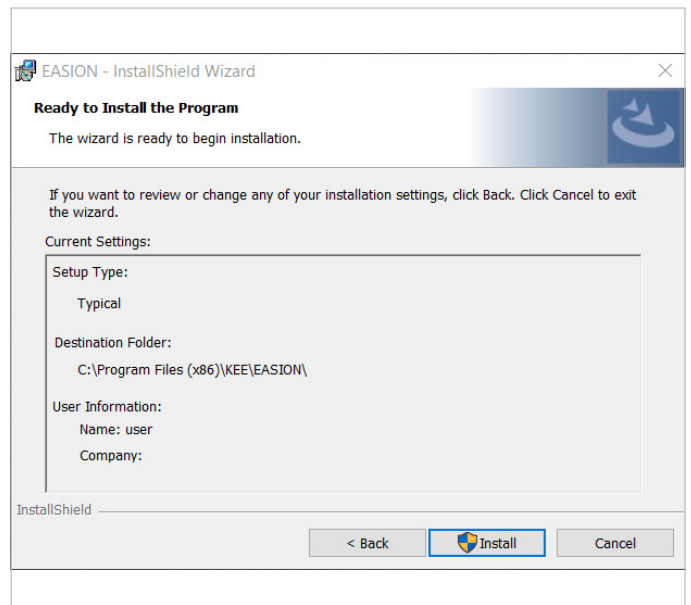 EASION - InstallShield Wizard
Ready to Install the Program
The wizard is ready to begin installation.
If you want to review or change any of your installation settings, click Back. Click Cancel to exit
the wizard.
Current Settings:
Setup Type:
Typical
Destination Folder:
C:\Program Files (x86)\KEE\EASION\
User Information:
Name: user
Company:
InstallShield
< Back
Install
Cancel